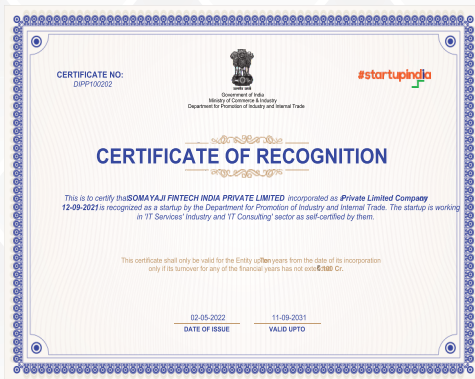 CERTIFICATE NO:
DIPP100202
#startupindia
Government of India
Ministry of Commerce & Industry
Department for Promotion of Industry and Internal Trade
CERTIFICATE OF RECOGNITION
This is to certify that SOMAYAJI FINTECH INDIA PRIVATE LIMITED incorporated as a Private Limited Company
12-09-2021 is recognized as a startup by the Department for Promotion of Industry and Internal Trade. The startup is working
in 'IT Services' Industry and 'IT Consulting' sector as self-certified by them.
This certificate shall only be valid for the Entity up Ten years from the date of its incorporation
only if its turnover for any of the financial years has not 100 Cr.
02-05-2022
11-09-2031
DATE OF ISSUE
VALID UPTO